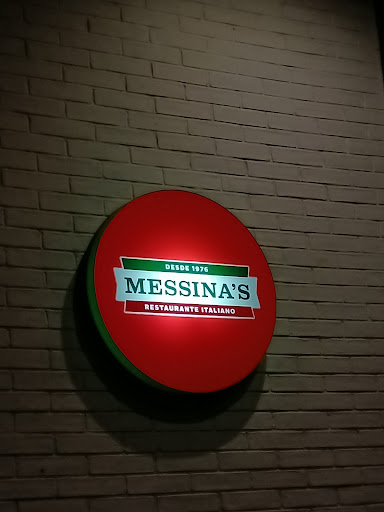 DESDE 1976
MESSINA'S
RESTAURANTE ITALIANO